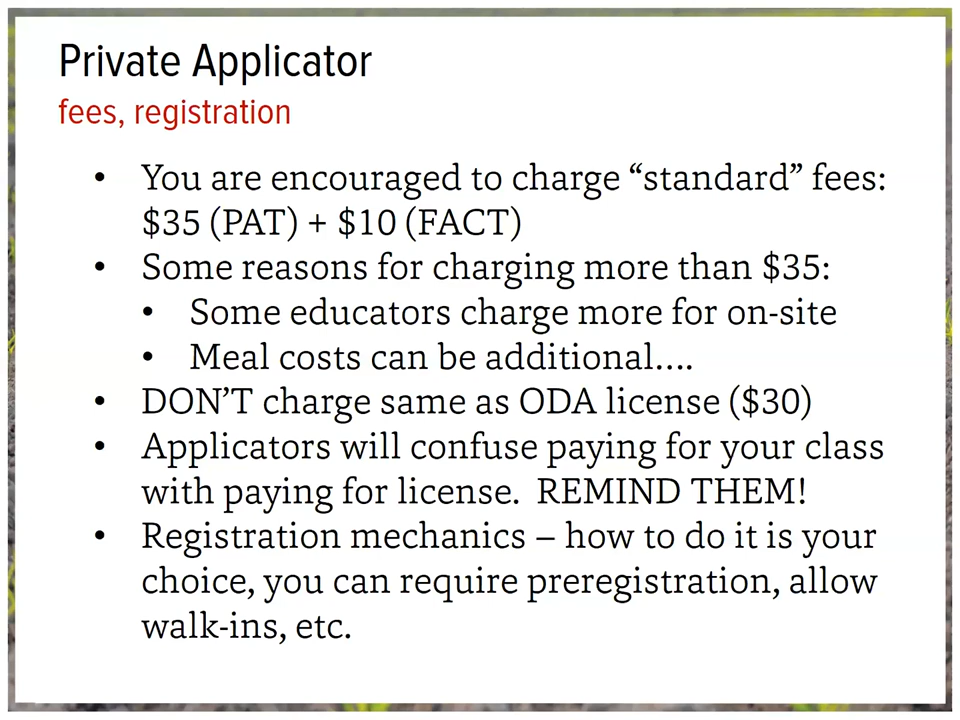 Private Applicator
fees, registration
• You are encouraged to charge “standard” fees:
$35 (PAT) + $10 (FACT)
• Some reasons for charging more than $35:
• Some educators charge more for on-site
• Meal costs can be additional….
• DON’T charge same as ODA license ($30)
• Applicators will confuse paying for your class
with paying for license.  REMIND THEM!
• Registration mechanics – how to do it is your
choice, you can require preregistration, allow
walk-ins, etc.